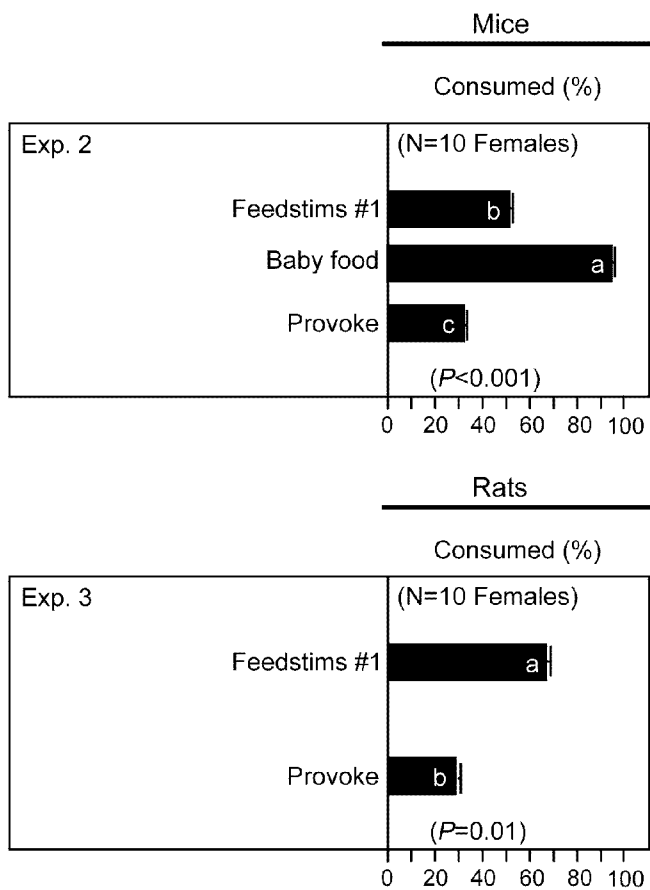 Mice
Consumed (%)
Exp. 2
(N=10 Females)
Feedstims #1
b
Baby food
a
Provoke
c
(P<0.001)
0 20 40 60 80 100
Rats
Consumed (%)
Exp. 3
(N=10 Females)
Feedstims #1
a
Provoke
b
(P=0.01)
0 20 40 60 80 100